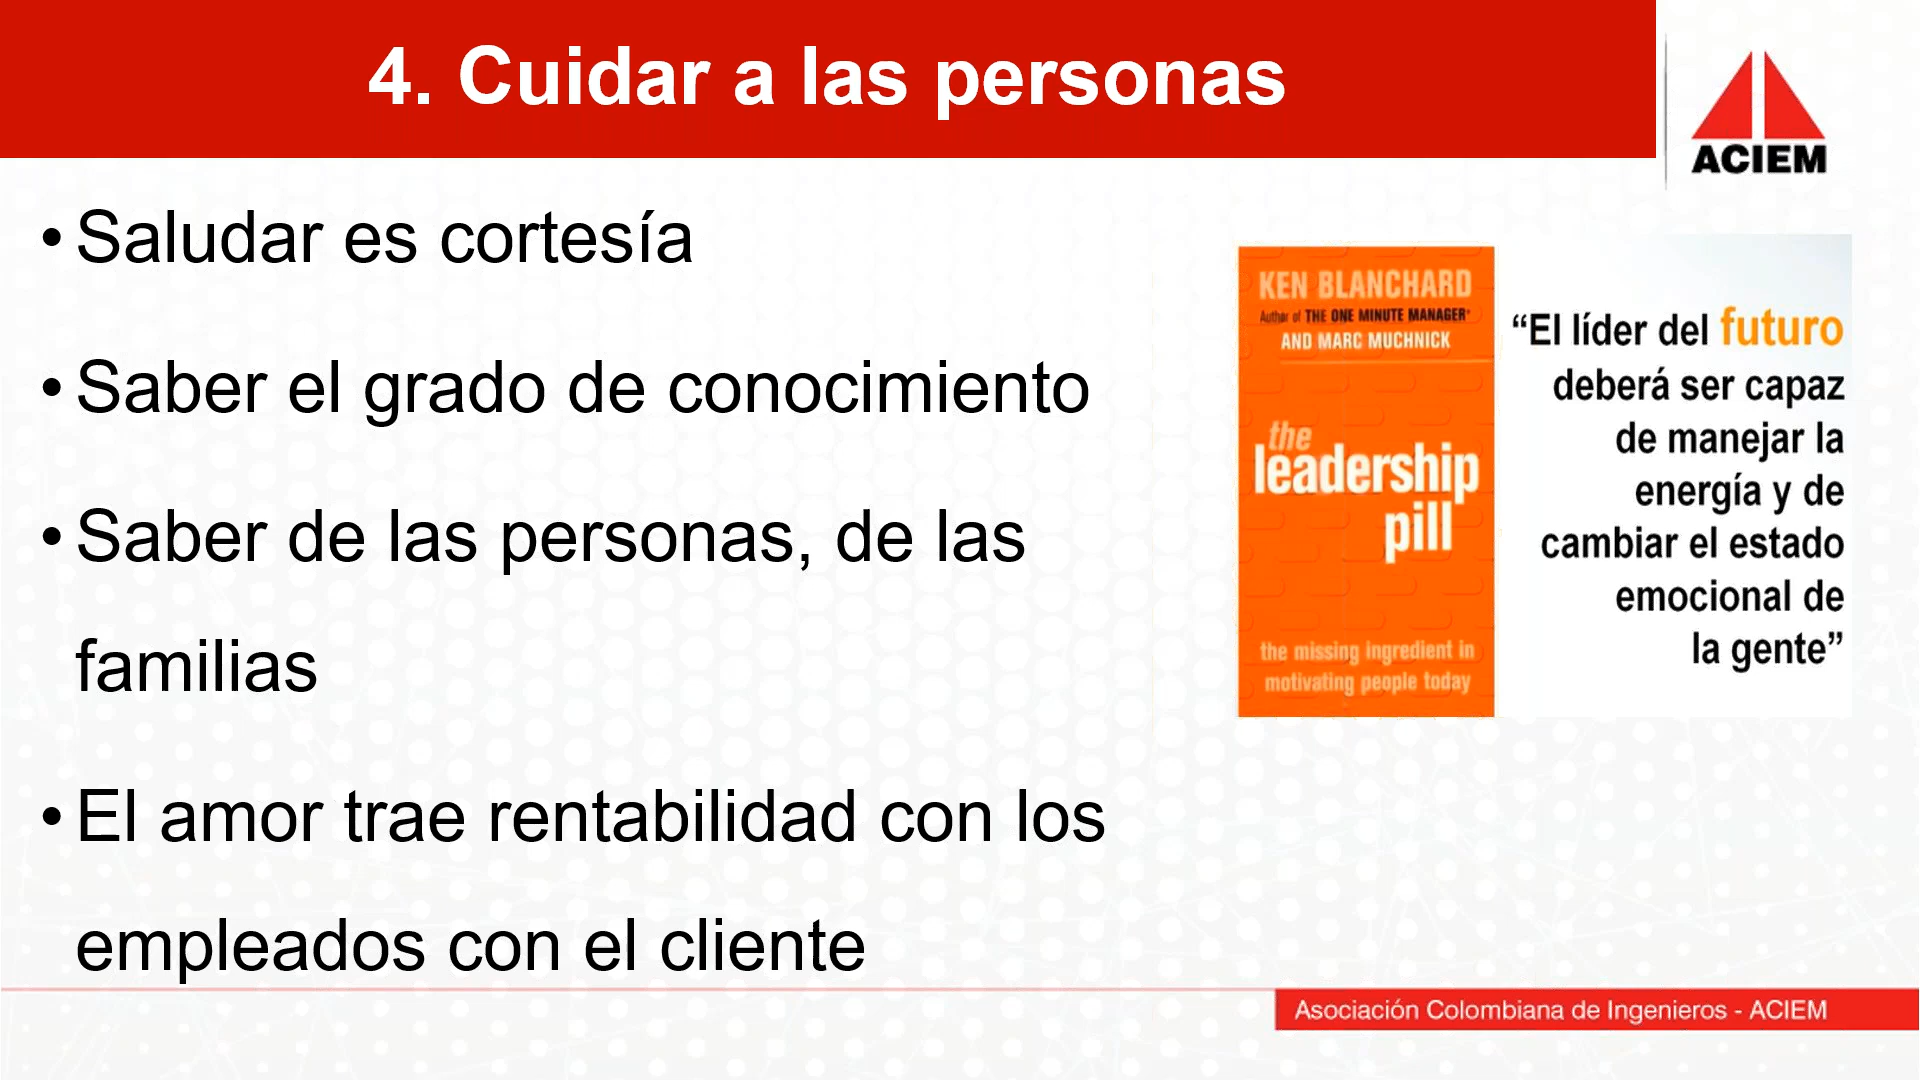 4. Cuidar a las personas
ACIEM
• Saludar es cortesía
• Saber el grado de conocimiento
• Saber de las personas, de las
familias
• El amor trae rentabilidad con los
empleados con el cliente
KEN BLANCHARD
Author of THE ONE MINUTE MANAGER®
AND MARC MUCHNICK
the
leadership
pill
the missing ingredient in
motivating people today
“El líder del futuro
deberá ser capaz
de manejar la
energía y de
cambiar el estado
emocional de
la gente”
Asociación Colombiana de Ingenieros - ACIEM